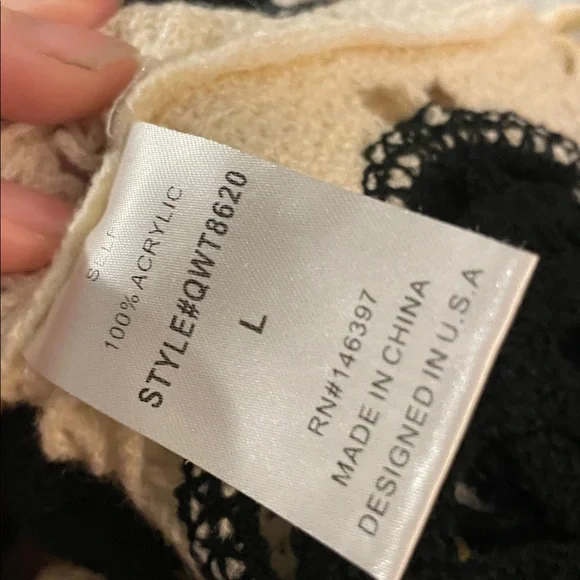 SELF
100% ACRYLIC
STYLE#QWT8620
L
RN#146397
MADE IN CHINA
DESIGNED IN U.S.A